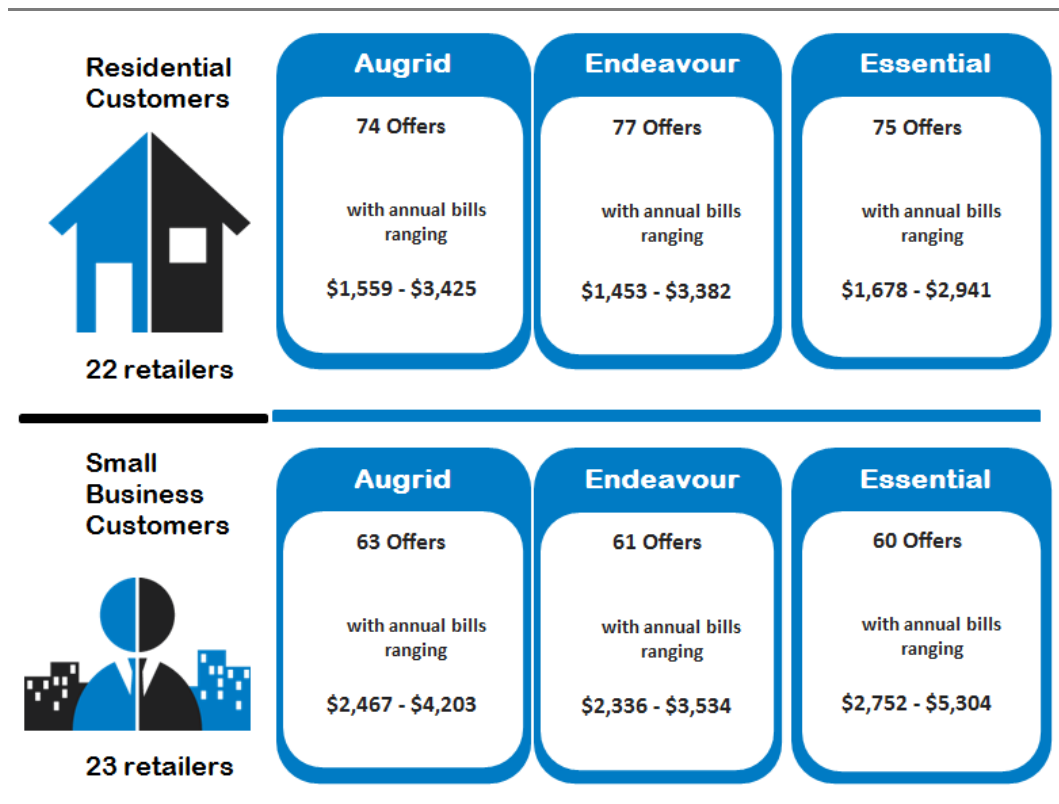 Residential
Customers
22 retailers
Augrid
74 Offers
with annual bills
ranging
$1,559 - $3,425
Endeavour
77 Offers
with annual bills
ranging
$1,453 - $3,382
Essential
75 Offers
with annual bills
ranging
$1,678 - $2,941
Small
Business
Customers
23 retailers
Augrid
63 Offers
with annual bills
ranging
$2,467 - $4,203
Endeavour
61 Offers
with annual bills
ranging
$2,336 - $3,534
Essential
60 Offers
with annual bills
ranging
$2,752 - $5,304